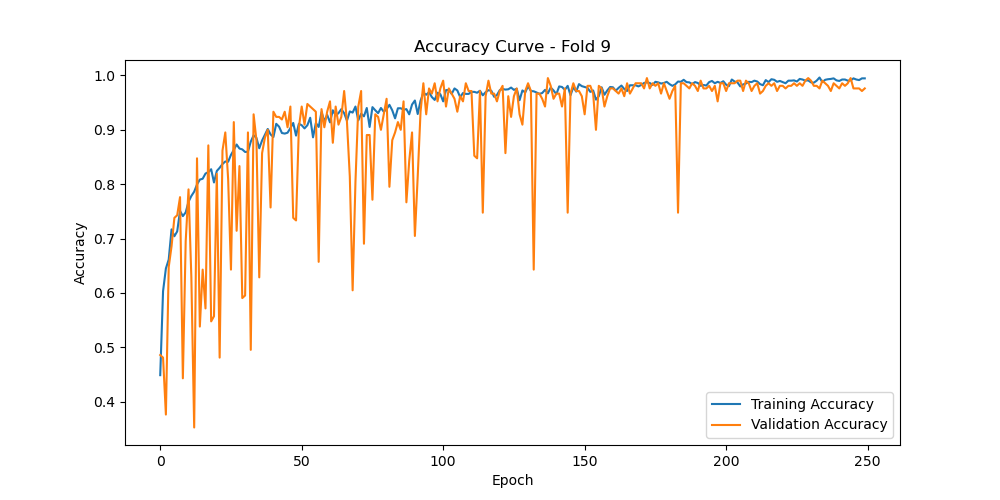 Accuracy Curve - Fold 9
Accuracy
1.0
0.9
0.8
0.7
0.6
0.5
0.4
0 50 100 150 200 250
Epoch
Training Accuracy
Validation Accuracy